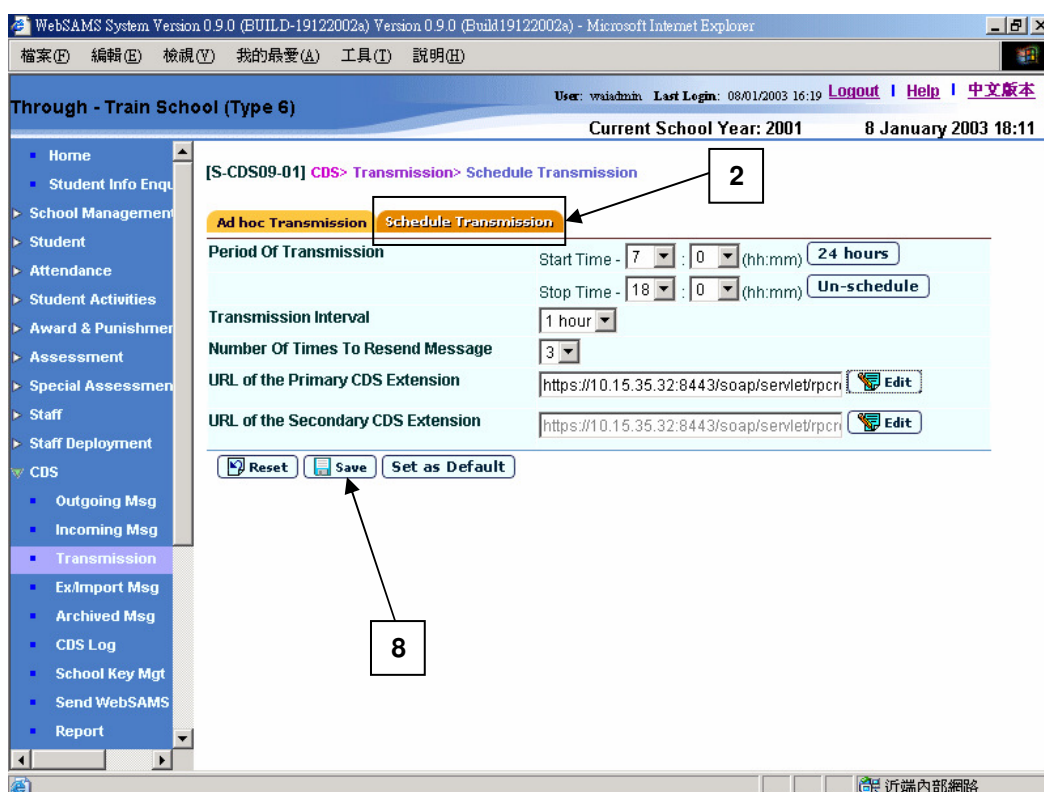 WebSAMS System Version 0.9.0 (BUILD-19122002a) Version 0.9.0 (Build19122002a) - Microsoft Internet Explorer
檔案(F) 編輯(E) 檢視(V) 我的最愛(A) 工具(T) 說明(H)
Through - Train School (Type 6)
User: waiadmin Last Login: 08/01/2003 16:19 Logout | Help | 中文版本
Current School Year: 2001 8 January 2003 18:11
Home
Student Info Enqu
School Management
Student
Attendance
Student Activities
Award & Punishmer
Assessment
Special Assessmen
Staff
Staff Deployment
CDS
Outgoing Msg
Incoming Msg
Transmission
Ex/Import Msg
Archived Msg
CDS Log
School Key Mgt
Send WebSAMS
Report
[S-CDS09-01] CDS> Transmission> Schedule Transmission
2
Ad hoc Transmission Schedule Transmission
Period Of Transmission Start Time - 7 : 0 (hh:mm) 24 hours
Stop Time - 18 : 0 (hh:mm) Un-schedule
Transmission Interval 1 hour
Number Of Times To Resend Message 3
URL of the Primary CDS Extension https://10.15.35.32:8443/soap/servlet/rpcr Edit
URL of the Secondary CDS Extension https://10.15.35.32:8443/soap/servlet/rpcr Edit
Reset Save Set as Default
8
近端內部網路